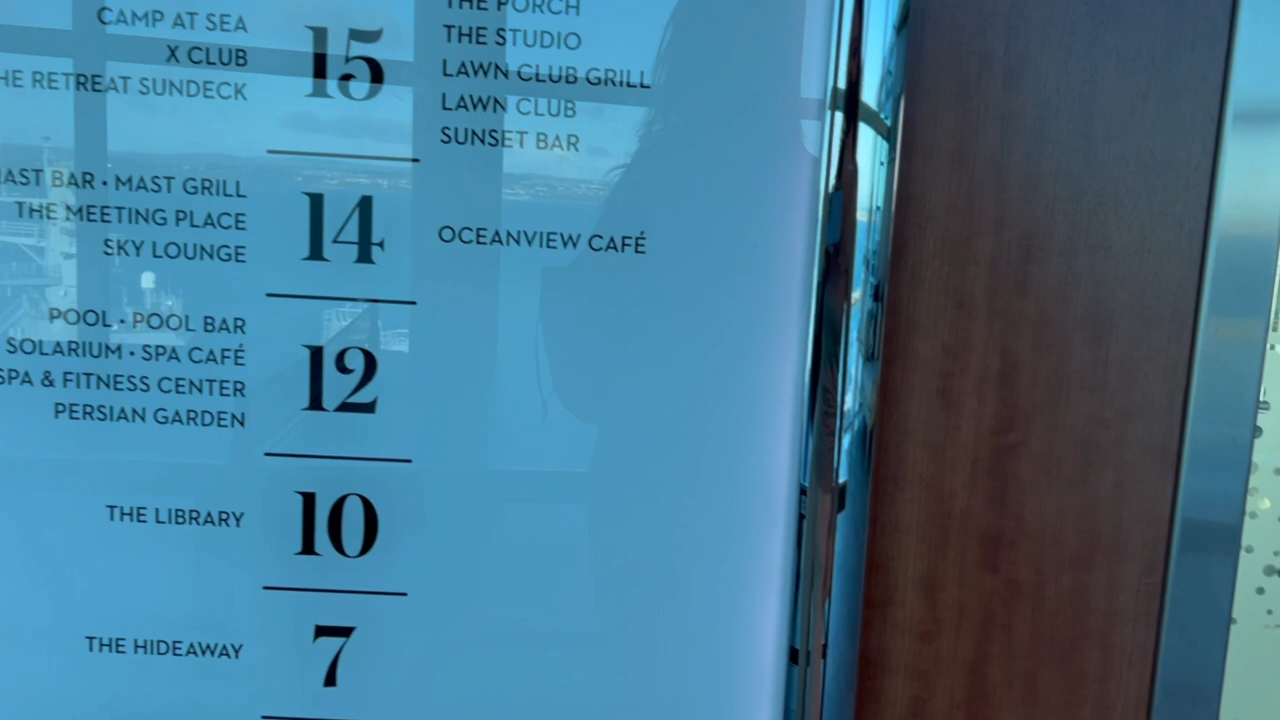 CAMP AT SEA
X CLUB
RETREAT SUNDECK
15
THE PORCH
THE STUDIO
LAWN CLUB GRILL
LAWN CLUB
SUNSET BAR
BAR • MAST GRILL
THE MEETING PLACE
SKY LOUNGE
14
OCEANVIEW CAFÉ
POOL • POOL BAR
SOLARIUM • SPA CAFÉ
SPA & FITNESS CENTER
PERSIAN GARDEN
12
THE LIBRARY
10
THE HIDEAWAY
7